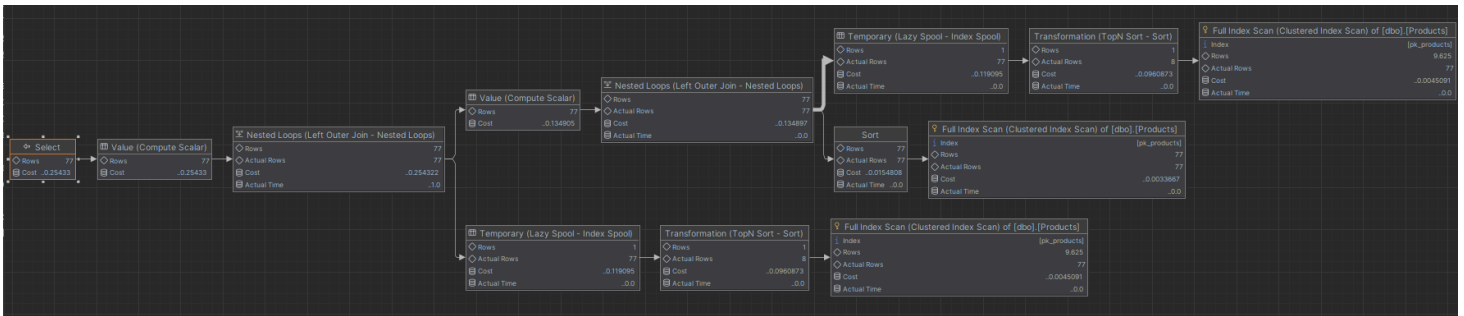 Select
Rows 77
Cost ..0.25433
Value (Compute Scalar)
Rows 77
Cost ..0.25433
Nested Loops (Left Outer Join - Nested Loops)
Rows 77
Actual Rows 77
Cost ..0.254322
Actual Time ..1.0
Value (Compute Scalar)
Rows 77
Cost ..0.134905
Nested Loops (Left Outer Join - Nested Loops)
Rows 77
Actual Rows 77
Cost ..0.134897
Actual Time ..0.0
Temporary (Lazy Spool - Index Spool)
Rows 1
Actual Rows 77
Cost ..0.119095
Actual Time ..0.0
Transformation (TopN Sort - Sort)
Rows 1
Actual Rows 8
Cost ..0.0960873
Actual Time ..0.0
Full Index Scan (Clustered Index Scan) of [dbo].[Products]
Index [pk_products]
Rows 9.625
Actual Rows 77
Cost ..0.0045091
Actual Time ..0.0
Sort
Rows 77
Actual Rows 77
Cost ..0.0154808
Actual Time ..0.0
Full Index Scan (Clustered Index Scan) of [dbo].[Products]
Index [pk_products]
Rows 77
Actual Rows 77
Cost ..0.0033667
Actual Time ..0.0
Temporary (Lazy Spool - Index Spool)
Rows 1
Actual Rows 77
Cost ..0.119095
Actual Time ..0.0
Transformation (TopN Sort - Sort)
Rows 1
Actual Rows 8
Cost ..0.0960873
Actual Time ..0.0
Full Index Scan (Clustered Index Scan) of [dbo].[Products]
Index [pk_products]
Rows 9.625
Actual Rows 77
Cost ..0.0045091
Actual Time ..0.0